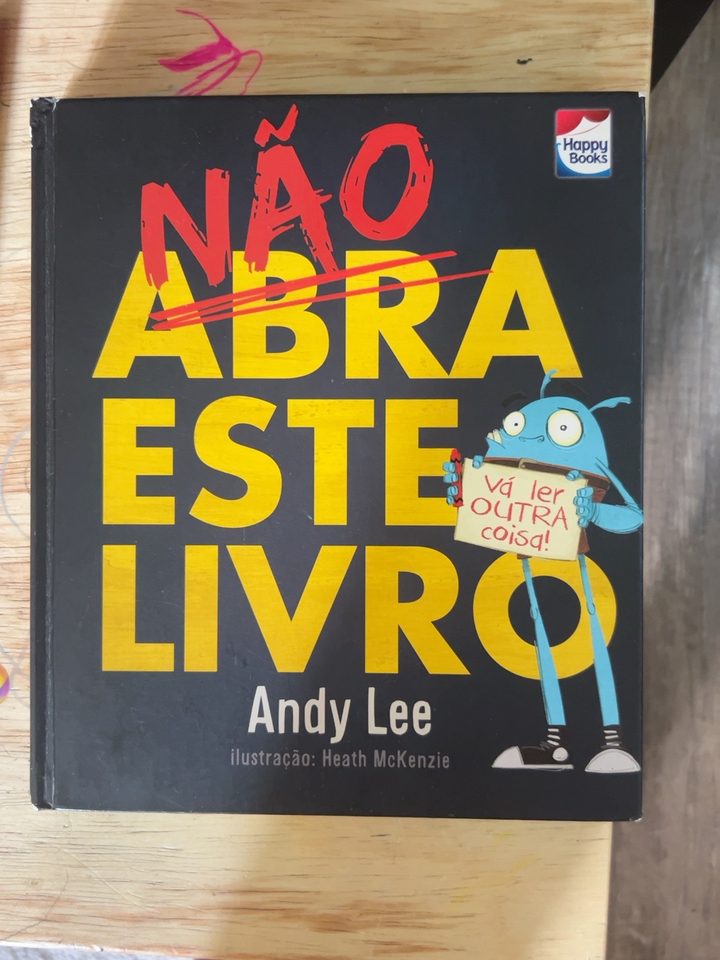 Happy
Books
NÃO
ABRA
ESTE
LIVRO
vá ler
OUTRA
coisa!
Andy Lee
ilustração: Heath McKenzie